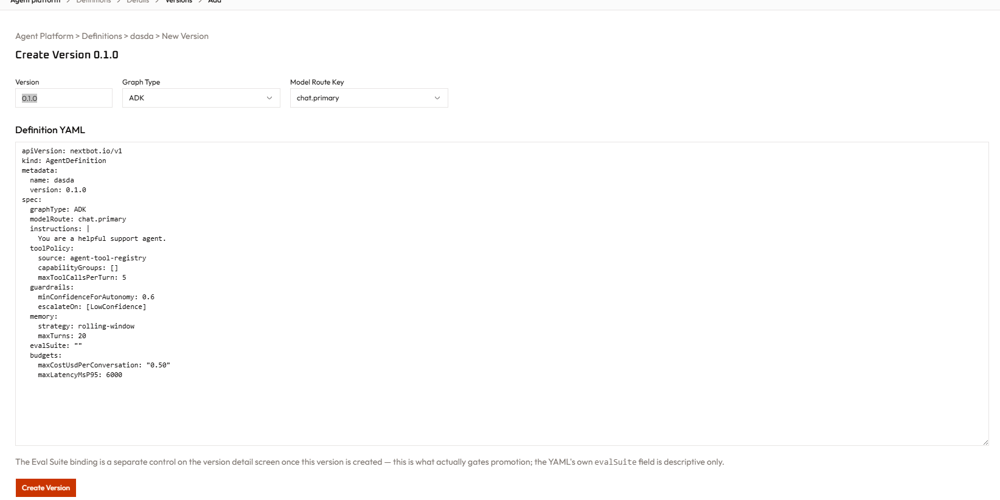 Agent platform > Definitions > Details > Versions > Add
Agent Platform > Definitions > dasda > New Version
Create Version 0.1.0
Version
Graph Type
Model Route Key
0.1.0
ADK
chat.primary
Definition YAML
apiVersion: nextbot.io/v1
kind: AgentDefinition
metadata:
  name: dasda
  version: 0.1.0
spec:
  graphType: ADK
  modelRoute: chat.primary
  instructions: |
    You are a helpful support agent.
  toolPolicy:
    source: agent-tool-registry
    capabilityGroups: []
    maxToolCallsPerTurn: 5
  guardrails:
    minConfidenceForAutonomy: 0.6
    escalateOn: [LowConfidence]
  memory:
    strategy: rolling-window
    maxTurns: 20
  evalSuite: ""
  budgets:
    maxCostUsdPerConversation: "0.50"
    maxLatencyMsP95: 6000
The Eval Suite binding is a separate control on the version detail screen once this version is created — this is what actually gates promotion; the YAML's own evalSuite field is descriptive only.
Create Version